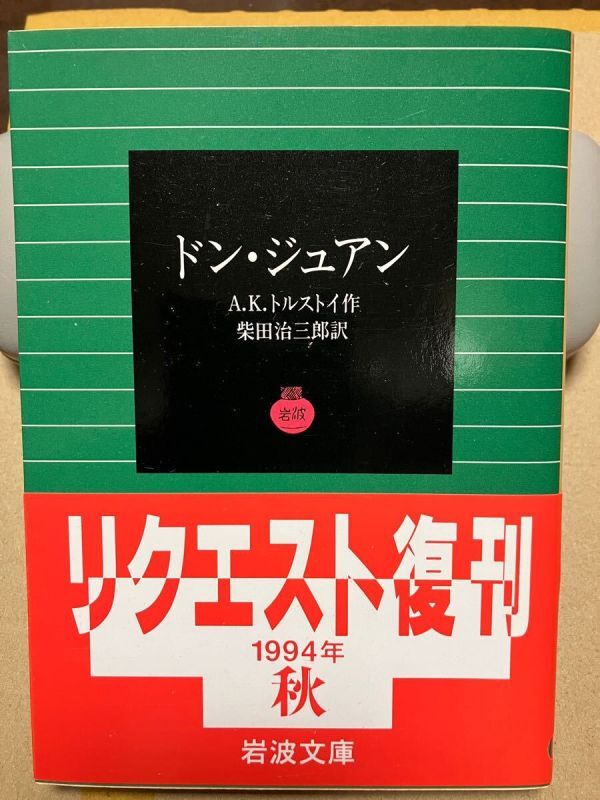 ドン・ジュアン
A.K.トルストイ作
柴田治三郎訳
岩波
リクエスト復刊
1994年
秋
岩波文庫